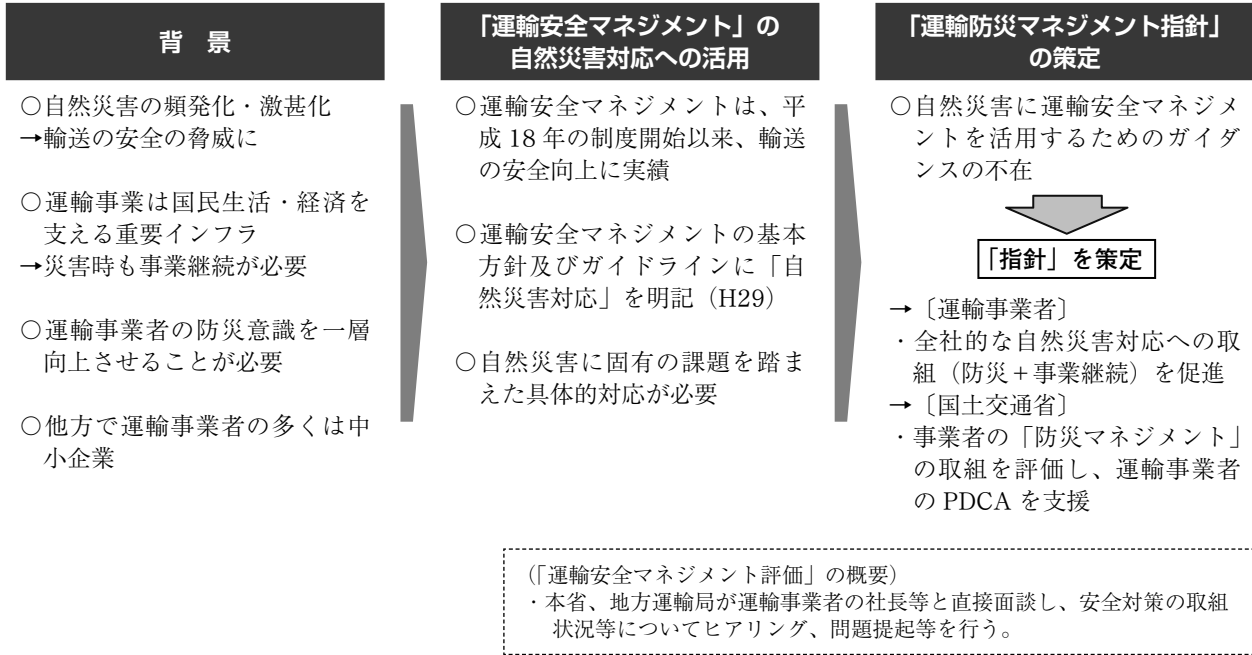 背　景
○自然災害の頻発化・激甚化
→輸送の安全の脅威に
○運輸事業は国民生活・経済を
支える重要インフラ
→災害時も事業継続が必要
○運輸事業者の防災意識を一層
向上させることが必要
○他方で運輸事業者の多くは中
小企業
「運輸安全マネジメント」の
自然災害対応への活用
○運輸安全マネジメントは、平
成 18 年の制度開始以来、輸送
の安全向上に実績
○運輸安全マネジメントの基本
方針及びガイドラインに「自
然災害対応」を明記（H29）
○自然災害に固有の課題を踏ま
えた具体的対応が必要
「運輸防災マネジメント指針」
の策定
○自然災害に運輸安全マネジメ
ントを活用するためのガイダ
ンスの不在
「指針」を策定
→〔運輸事業者〕
・全社的な自然災害対応への取
組（防災＋事業継続）を促進
→〔国土交通省〕
・事業者の「防災マネジメント」
の取組を評価し、運輸事業者
の PDCA を支援
（「運輸安全マネジメント評価」の概要）
・本省、地方運輸局が運輸事業者の社長等と直接面談し、安全対策の取組
状況等についてヒアリング、問題提起等を行う。